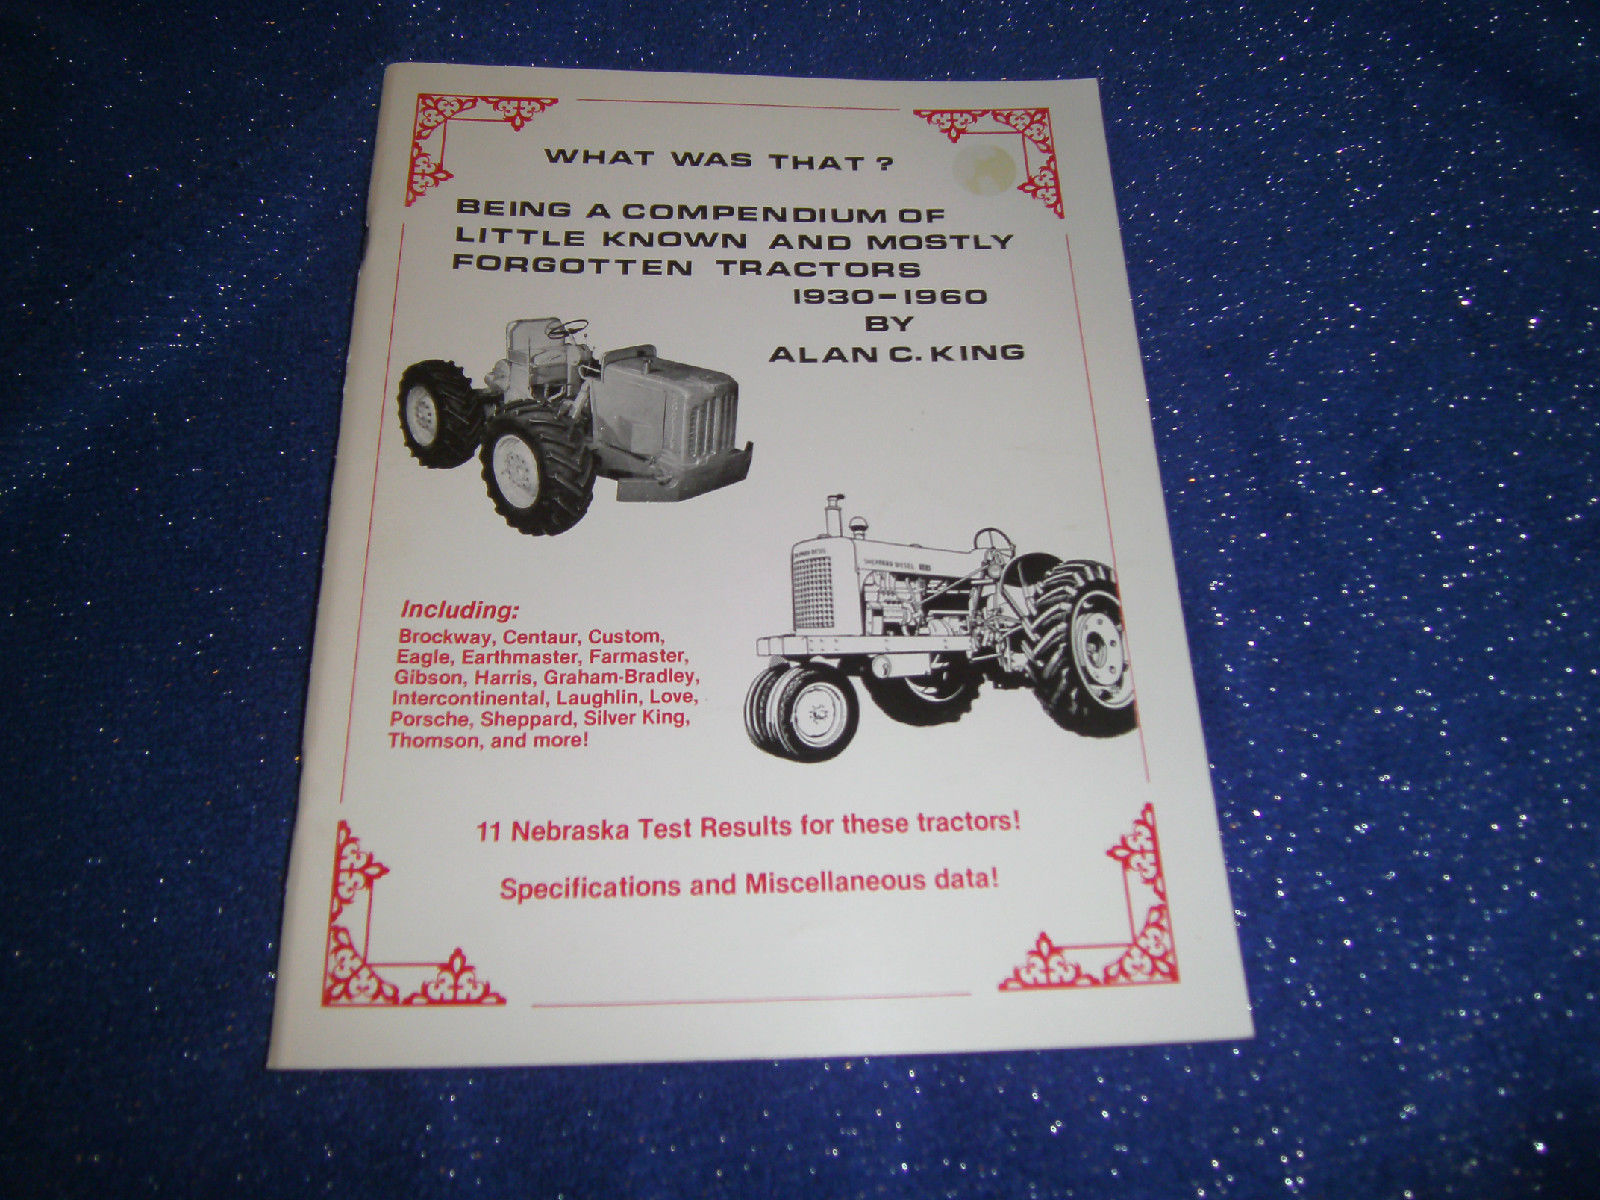 WHAT WAS THAT?
BEING A COMPENDIUM OF
LITTLE KNOWN AND MOSTLY
FORGOTTEN TRACTORS
1930-1960
BY
ALAN C. KING
SHEPPARD DIESEL
Including:
Brockway, Centaur, Custom,
Eagle, Earthmaster, Farmaster,
Gibson, Harris, Graham-Bradley,
Intercontinental, Laughlin, Love,
Porsche, Sheppard, Silver King,
Thomson, and more!
11 Nebraska Test Results for these tractors!
Specifications and Miscellaneous data!